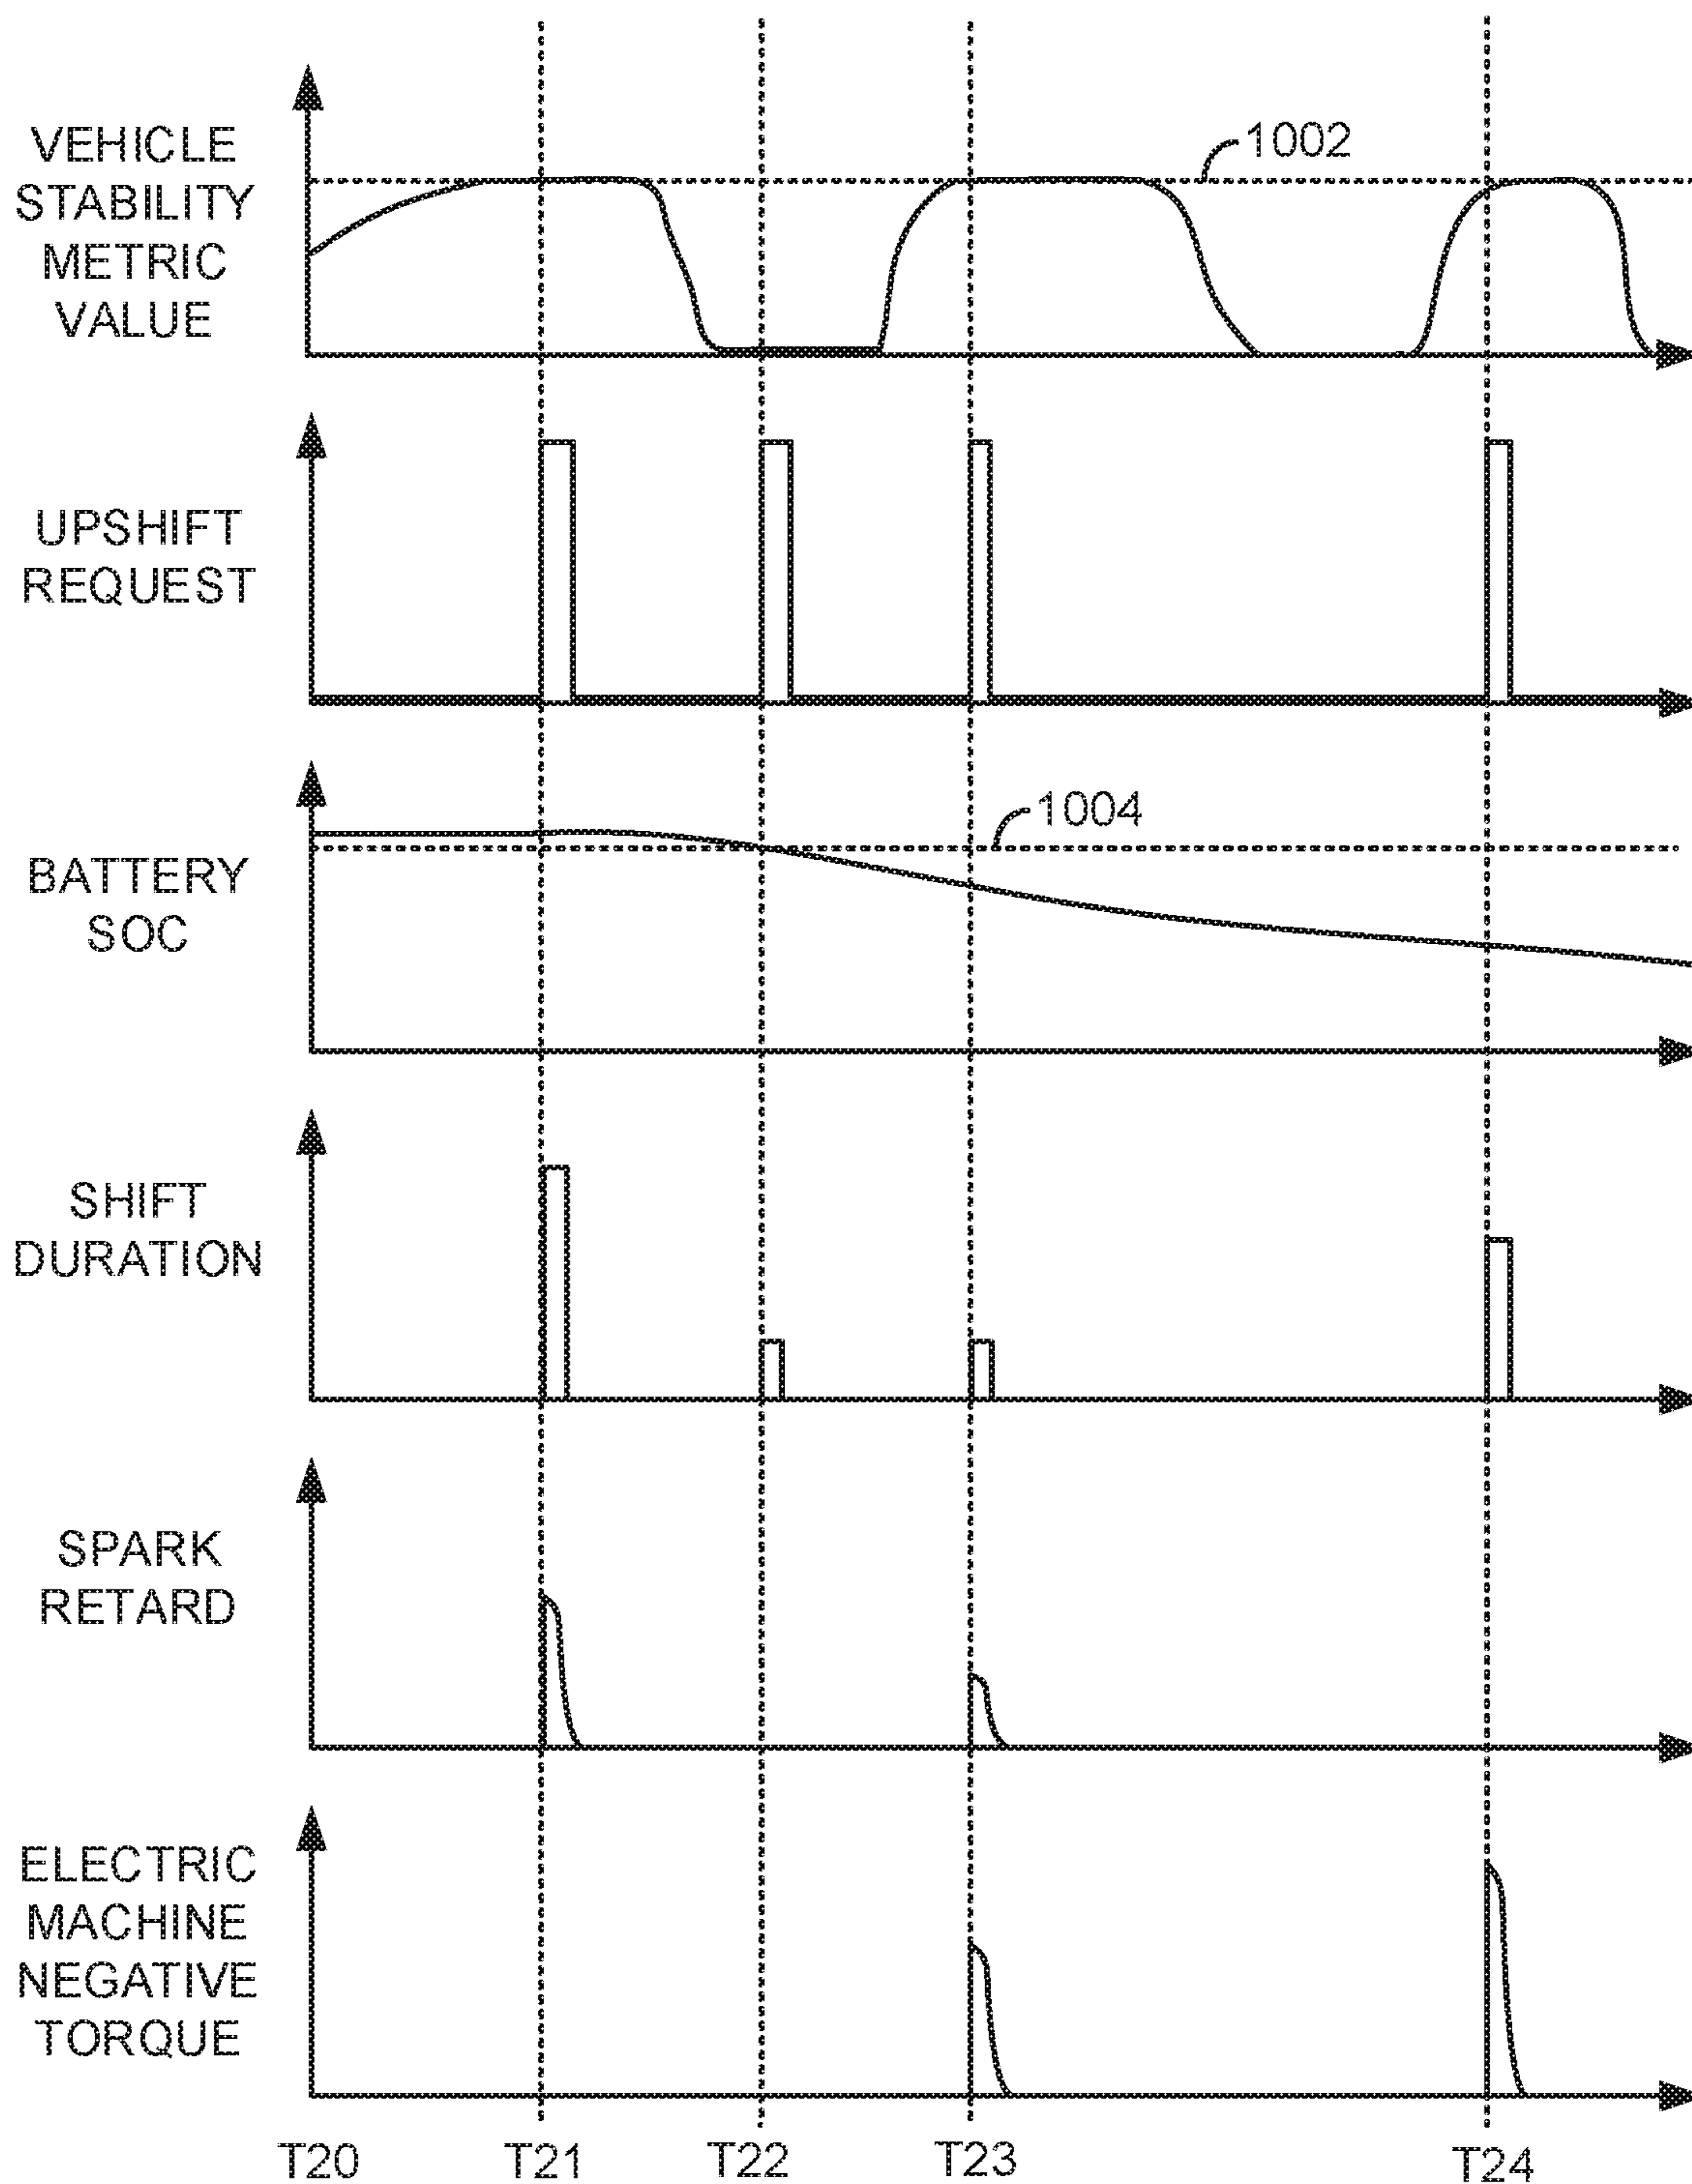 VEHICLE
STABILITY
METRIC
VALUE
1002
UPSHIFT
REQUEST
1004
BATTERY
SOC
SHIFT
DURATION
SPARK
RETARD
ELECTRIC
MACHINE
NEGATIVE
TORQUE
T20 T21 T22 T23 T24